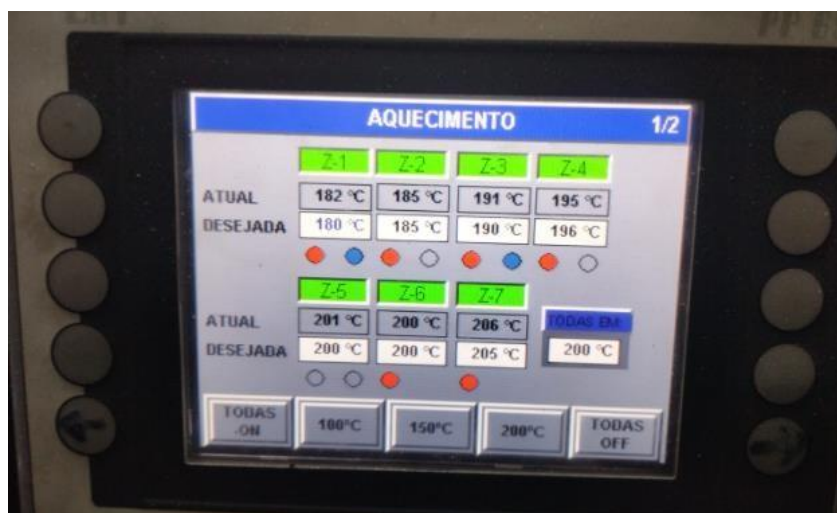 AQUECIMENTO 1/2
Z-1 Z-2 Z-3 Z-4
ATUAL 182 °C 185 °C 191 °C 195 °C
DESEJADA 180 °C 185 °C 190 °C 196 °C
Z-5 Z-6 Z-7
ATUAL 201 °C 200 °C 206 °C TODAS EM:
DESEJADA 200 °C 200 °C 205 °C 200 °C
TODAS 100°C 150°C 200°C TODAS
-ON OFF